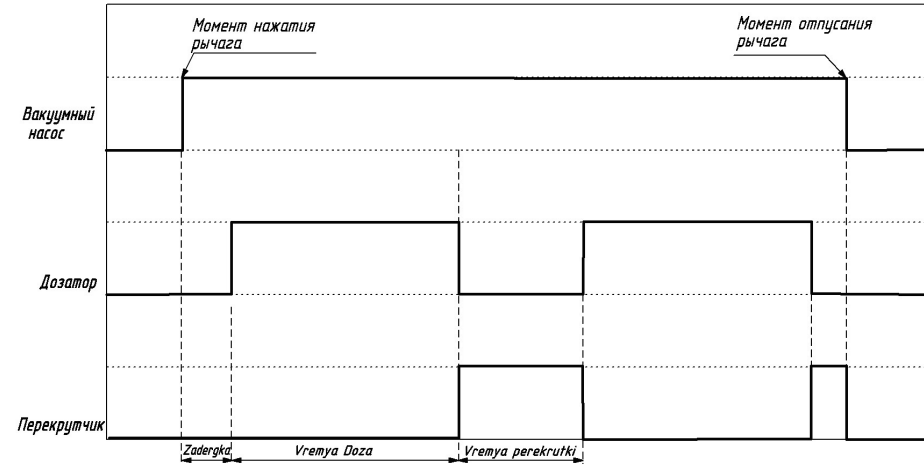 Момент нажатия
рычага
Момент отпусания
рычага
Вакуумный
насос
Дозатор
Перекрутчик
Zadergka
Vremya Doza
Vremya perekrutki